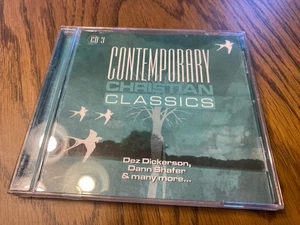 CD 3
CONTEMPORARY
CHRISTIAN
CLASSICS
Dez Dickerson,
Dann Shafer
& many more...